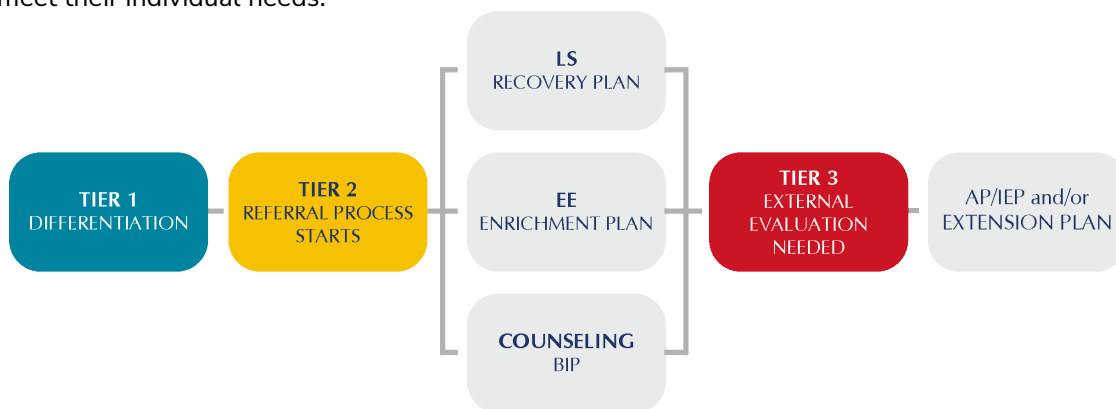 meet their individual needs.
TIER 1
DIFFERENTIATION
TIER 2
REFERRAL PROCESS
STARTS
LS
RECOVERY PLAN
EE
ENRICHMENT PLAN
COUNSELING
BIP
TIER 3
EXTERNAL
EVALUATION
NEEDED
AP/IEP and/or
EXTENSION PLAN